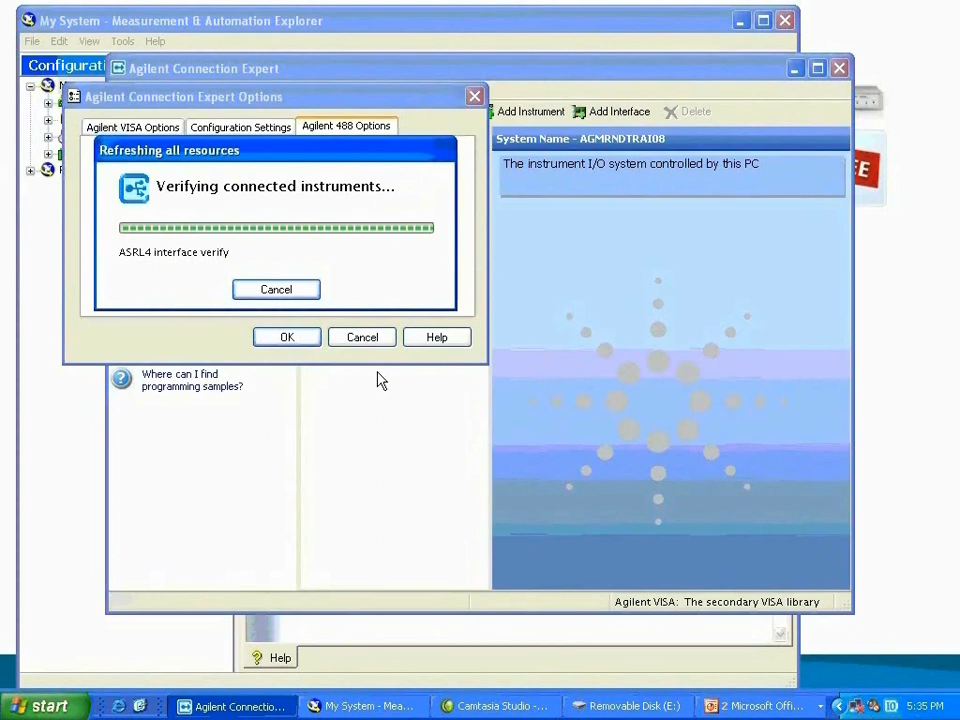 My System - Measurement & Automation Explorer
File Edit View Tools Help
Configurati
Agilent Connection Expert
Agilent Connection Expert Options
Add Instrument Add Interface Delete
Agilent VISA Options Configuration Settings Agilent 488 Options
System Name - AGMRNDTRAI08
Refreshing all resources
The instrument I/O system controlled by this PC
EE
Verifying connected instruments...
ASRL4 interface verify
Cancel
OK Cancel Help
Where can I find
programming samples?
Agilent VISA: The secondary VISA library
Help
start Agilent Connectio... My System - Mea... Camtasia Studio -... Removable Disk (E:) 2 Microsoft Offi... 5:35 PM